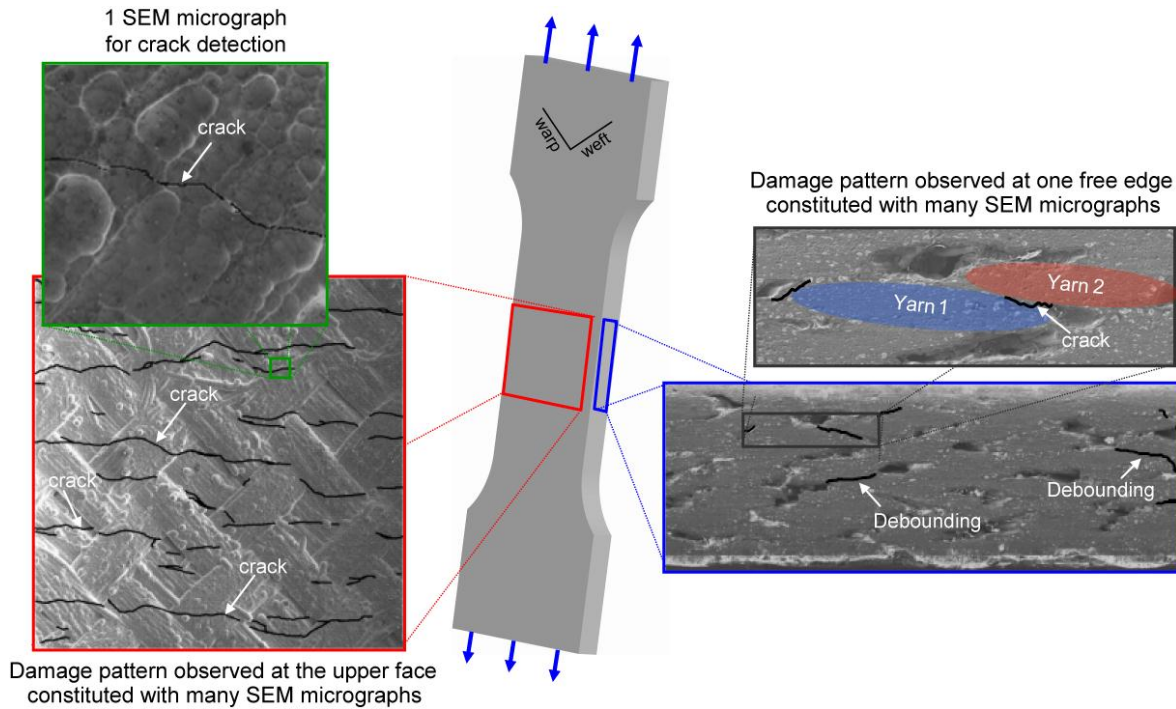 1 SEM micrograph
for crack detection
crack
warp
weft
Damage pattern observed at one free edge
constituted with many SEM micrographs
Yarn 2
Yarn 1
crack
crack
crack
crack
Debounding
Debounding
Damage pattern observed at the upper face
constituted with many SEM micrographs